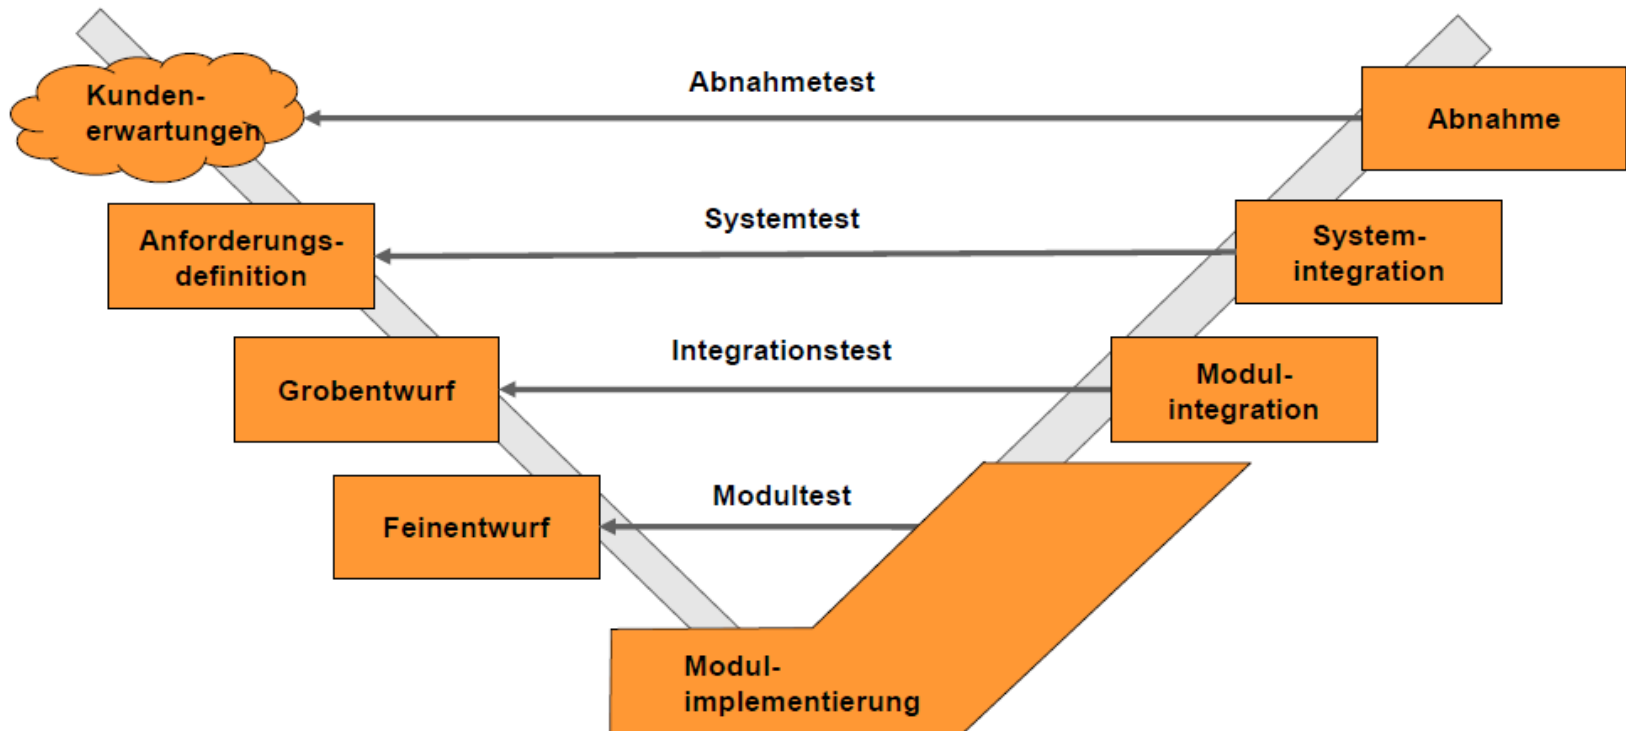 Kunden-
erwartungen
Abnahmetest
Abnahme
Anforderungs-
definition
Systemtest
System-
integration
Grobentwurf
Integrationstest
Modul-
integration
Feinentwurf
Modultest
Modul-
implementierung